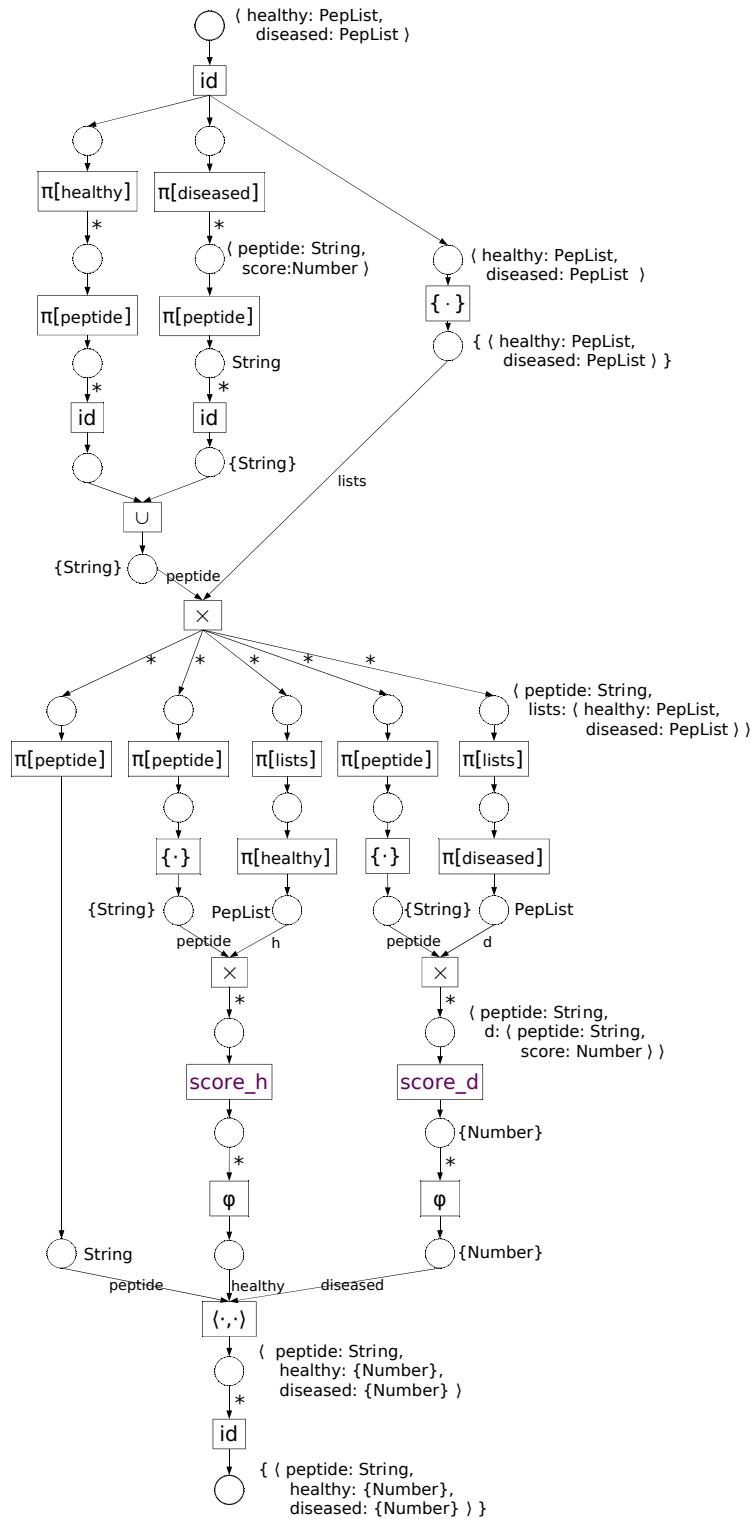 ⟨ healthy: PepList,
diseased: PepList ⟩
id
π[healthy]
π[diseased]
*
*
⟨ peptide: String,
score:Number ⟩
⟨ healthy: PepList,
diseased: PepList ⟩
{ · }
π[peptide]
π[peptide]
{ ⟨ healthy: PepList,
diseased: PepList ⟩ }
String
*
*
id
id
{String}
lists
∪
{String}
peptide
×
*
*
*
*
*
⟨ peptide: String,
lists: ⟨ healthy: PepList,
diseased: PepList ⟩ ⟩
π[peptide]
π[peptide]
π[lists]
π[peptide]
π[lists]
{·}
π[healthy]
{·}
π[diseased]
{String}
PepList
{String}
PepList
peptide
h
peptide
d
×
×
*
*
⟨ peptide: String,
d: ⟨ peptide: String,
score: Number ⟩ ⟩
score_h
score_d
{Number}
*
*
φ
φ
String
{Number}
peptide
healthy
diseased
⟨·,·⟩
⟨ peptide: String,
healthy: {Number},
diseased: {Number} ⟩
*
id
{ ⟨ peptide: String,
healthy: {Number},
diseased: {Number} ⟩ }